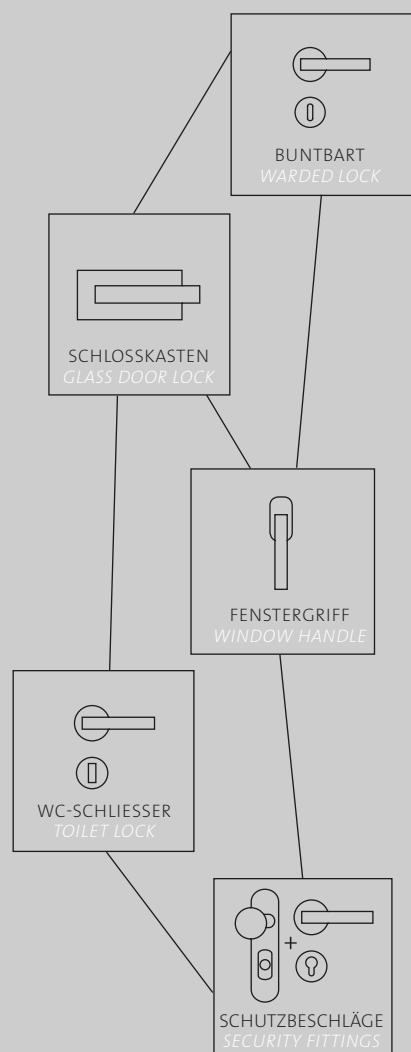 BUNTBART
WARDED LOCK
SCHLOSSKASTEN
GLASS DOOR LOCK
FENSTERGRIFF
WINDOW HANDLE
WC-SCHLIESSER
TOILET LOCK
+
SCHUTZBESCHLÄGE
SECURITY FITTINGS